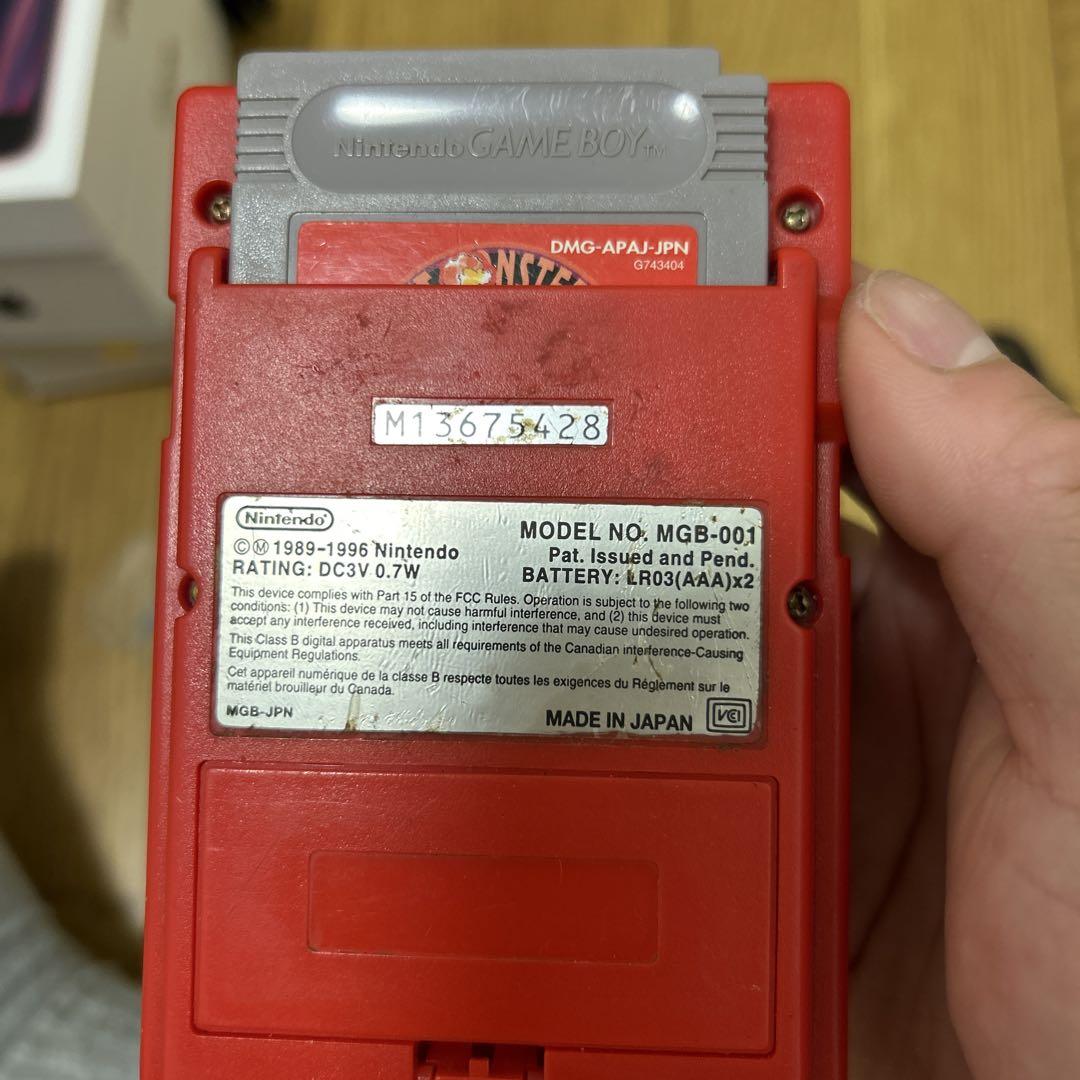 Nintendo GAME BOY TM
DMG-APAJ-JPN
G743404
M13675428
Nintendo
©Ⓜ 1989-1996 Nintendo
RATING: DC3V 0.7W
MODEL NO. MGB-001
Pat. Issued and Pend.
BATTERY: LR03(AAA)x2
This device complies with Part 15 of the FCC Rules. Operation is subject to the following two
conditions: (1) This device may not cause harmful interference, and (2) this device must
accept any interference received, including interference that may cause undesired operation.
This Class B digital apparatus meets all requirements of the Canadian interference-Causing
Equipment Regulations.
Cet appareil numérique de la classe B respecte toutes les exigences du Réglement sur le
matériel brouilleur du Canada.
MGB-JPN
MADE IN JAPAN
VCI